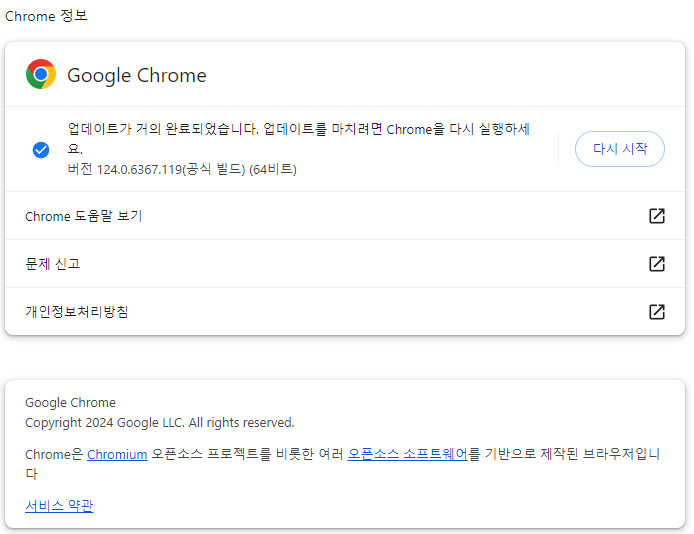 Chrome 정보
Google Chrome
업데이트가 거의 완료되었습니다. 업데이트를 마치려면 Chrome을 다시 실행하세
요.
버전 124.0.6367.119(공식 빌드) (64비트)
다시 시작
Chrome 도움말 보기
문제 신고
개인정보처리방침
Google Chrome
Copyright 2024 Google LLC. All rights reserved.
Chrome은 Chromium 오픈소스 프로젝트를 비롯한 여러 오픈소스 소프트웨어를 기반으로 제작된 브라우저입니
다
서비스 약관